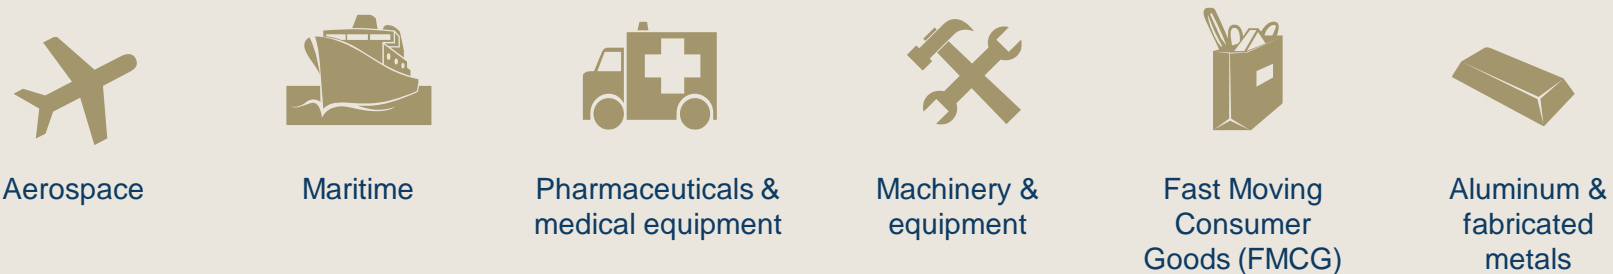 Aerospace
Maritime
Pharmaceuticals &
medical equipment
Machinery &
equipment
Fast Moving
Consumer
Goods (FMCG)
Aluminum &
fabricated
metals